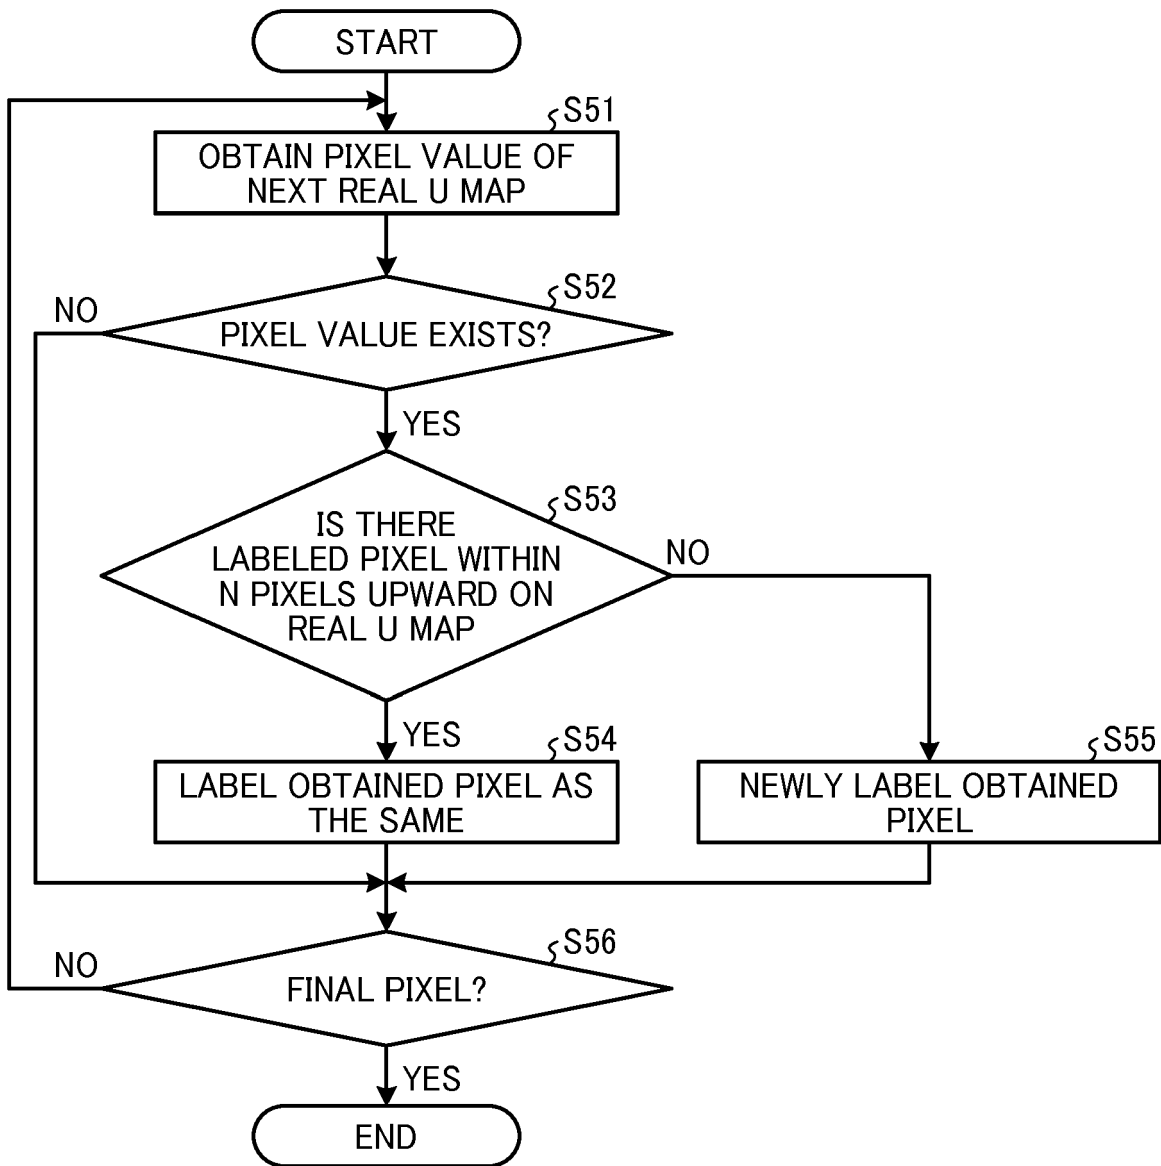 START
S51
OBTAIN PIXEL VALUE OF
NEXT REAL U MAP
S52
NO
PIXEL VALUE EXISTS?
YES
S53
IS THERE
LABELED PIXEL WITHIN
N PIXELS UPWARD ON
REAL U MAP
NO
YES
S54
LABEL OBTAINED PIXEL AS
THE SAME
S55
NEWLY LABEL OBTAINED
PIXEL
S56
NO
FINAL PIXEL?
YES
END